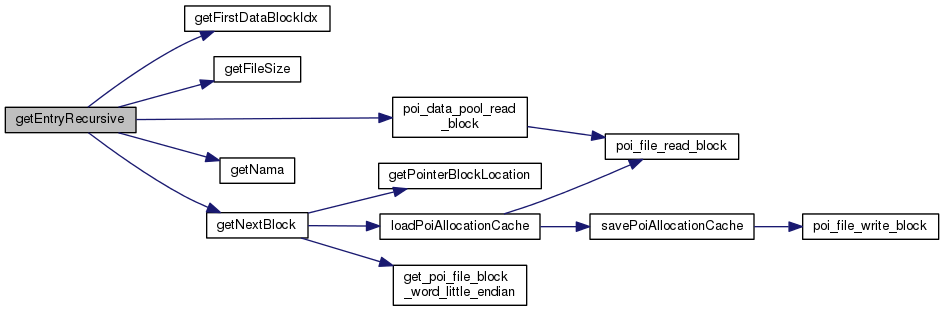 getFirstDataBlockIdx
getFileSize
getEntryRecursive
poi_data_pool_read
_block
poi_file_read_block
getNama
getPointerBlockLocation
getNextBlock
loadPoiAllocationCache
savePoiAllocationCache
poi_file_write_block
get_poi_file_block
_word_little_endian